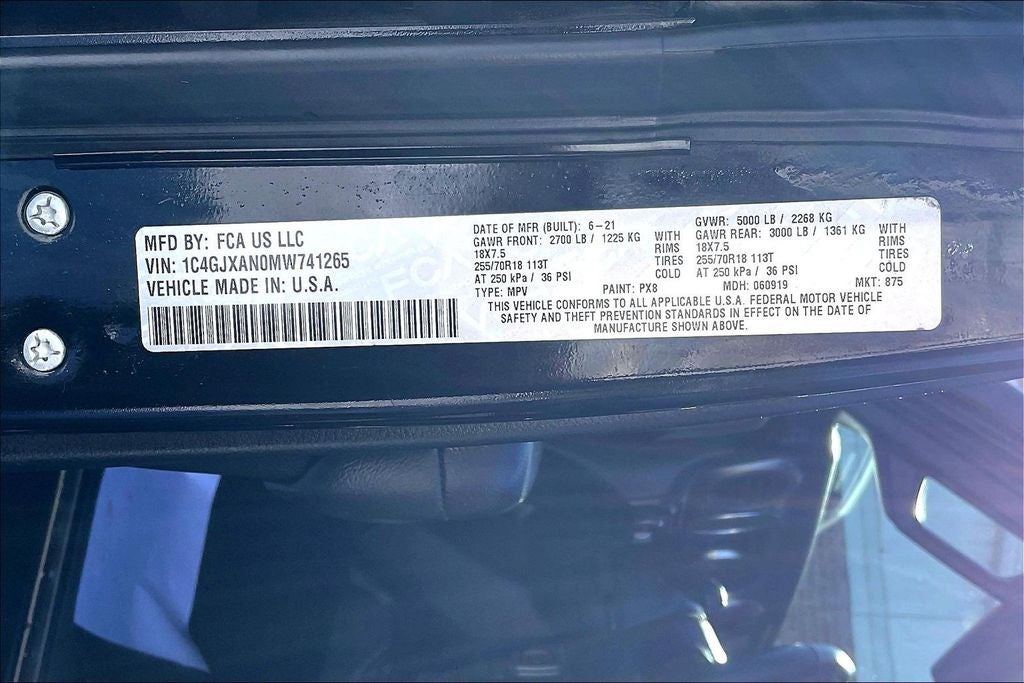 MFD BY: FCA US LLC
VIN: 1C4GJXAN0MW741265
VEHICLE MADE IN: U.S.A.
DATE OF MFR (BUILT): 6-21
GAWR FRONT: 2700 LB / 1225 KG WITH
18X7.5 RIMS
255/70R18 113T TIRES
AT 250 kPa / 36 PSI COLD
TYPE: MPV
GVWR: 5000 LB / 2268 KG
GAWR REAR: 3000 LB / 1361 KG WITH
18X7.5 RIMS
255/70R18 113T TIRES
AT 250 kPa / 36 PSI COLD
PAINT: PX8 MDH: 060919 MKT: 875
THIS VEHICLE CONFORMS TO ALL APPLICABLE U.S.A. FEDERAL MOTOR VEHICLE
SAFETY AND THEFT PREVENTION STANDARDS IN EFFECT ON THE DATE OF
MANUFACTURE SHOWN ABOVE.